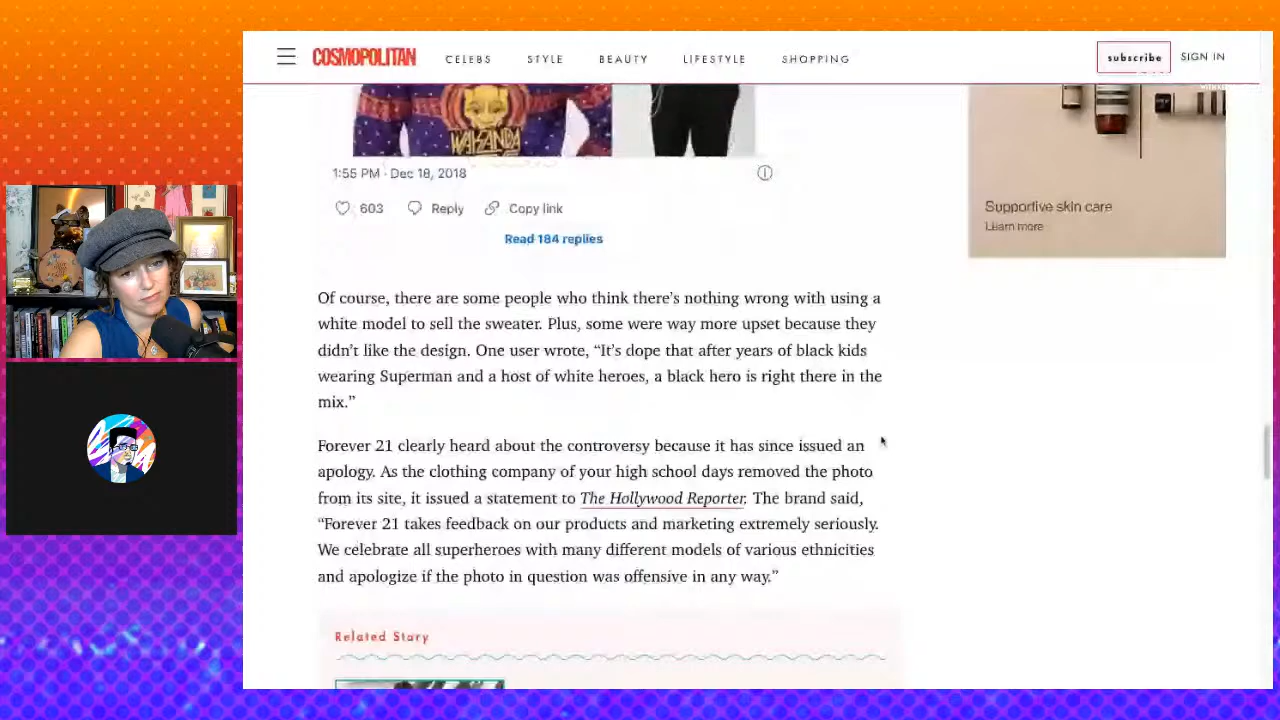 COSMOPOLITAN
CELEBS STYLE BEAUTY LIFESTYLE SHOPPING
subscribe SIGN IN
WAKANDA
1:55 PM · Dec 18, 2018
603 Reply Copy link
Read 184 replies
Supportive skin care
Learn more
Of course, there are some people who think there’s nothing wrong with using a
white model to sell the sweater. Plus, some were way more upset because they
didn’t like the design. One user wrote, “It’s dope that after years of black kids
wearing Superman and a host of white heroes, a black hero is right there in the
mix.”
Forever 21 clearly heard about the controversy because it has since issued an
apology. As the clothing company of your high school days removed the photo
from its site, it issued a statement to The Hollywood Reporter. The brand said,
“Forever 21 takes feedback on our products and marketing extremely seriously.
We celebrate all superheroes with many different models of various ethnicities
and apologize if the photo in question was offensive in any way.”
Related Story